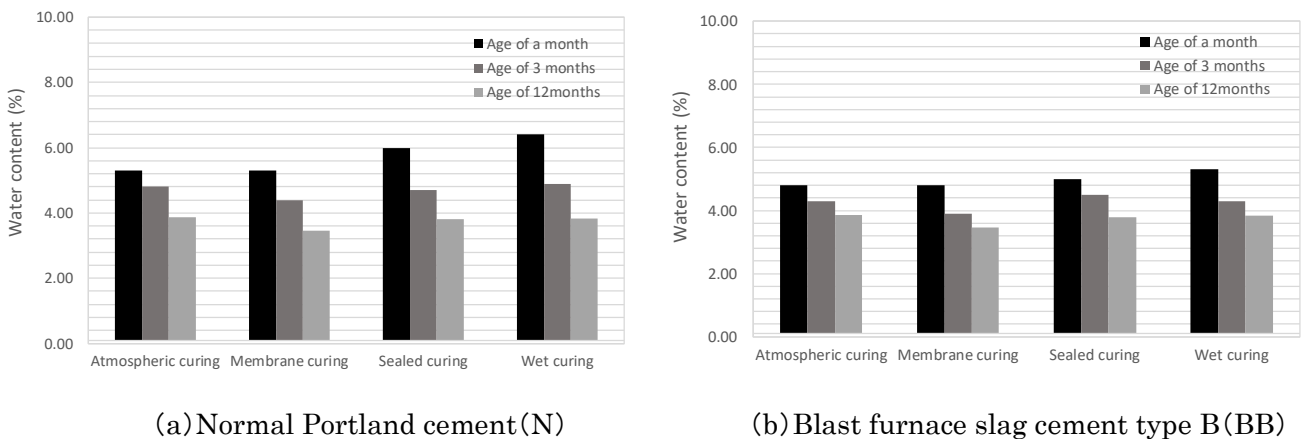 10.00
8.00
6.00
4.00
2.00
0.00
Water content (%)
Age of a month
Age of 3 months
Age of 12months
Atmospheric curing
Membrane curing
Sealed curing
Wet curing
(a)Normal Portland cement(N)
10.00
8.00
6.00
4.00
2.00
0.00
Water content (%)
Age of a month
Age of 3 months
Age of 12months
Atmospheric curing
Membrane curing
Sealed curing
Wet curing
(b)Blast furnace slag cement type B(BB)